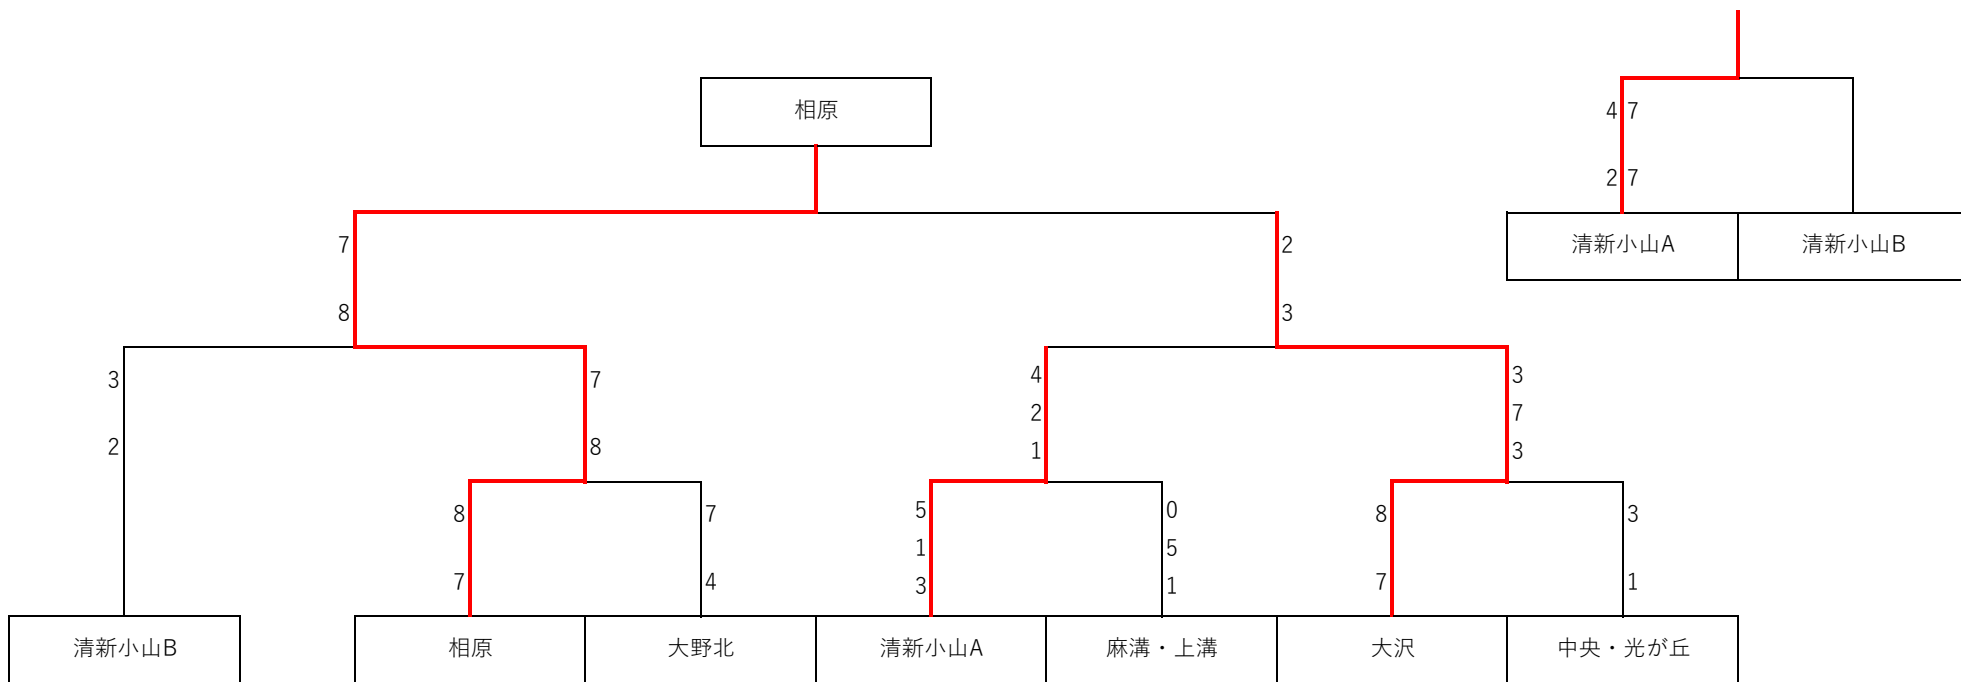 相原
4 7
2 7
清新小山A 清新小山B
7 2
8 3
3 7 4 3
2 7
2 8 1 3
8 7 5 0 8 3
1 5
7 4 3 1 7 1
清新小山B 相原 大野北 清新小山A 麻溝・上溝 大沢 中央・光が丘